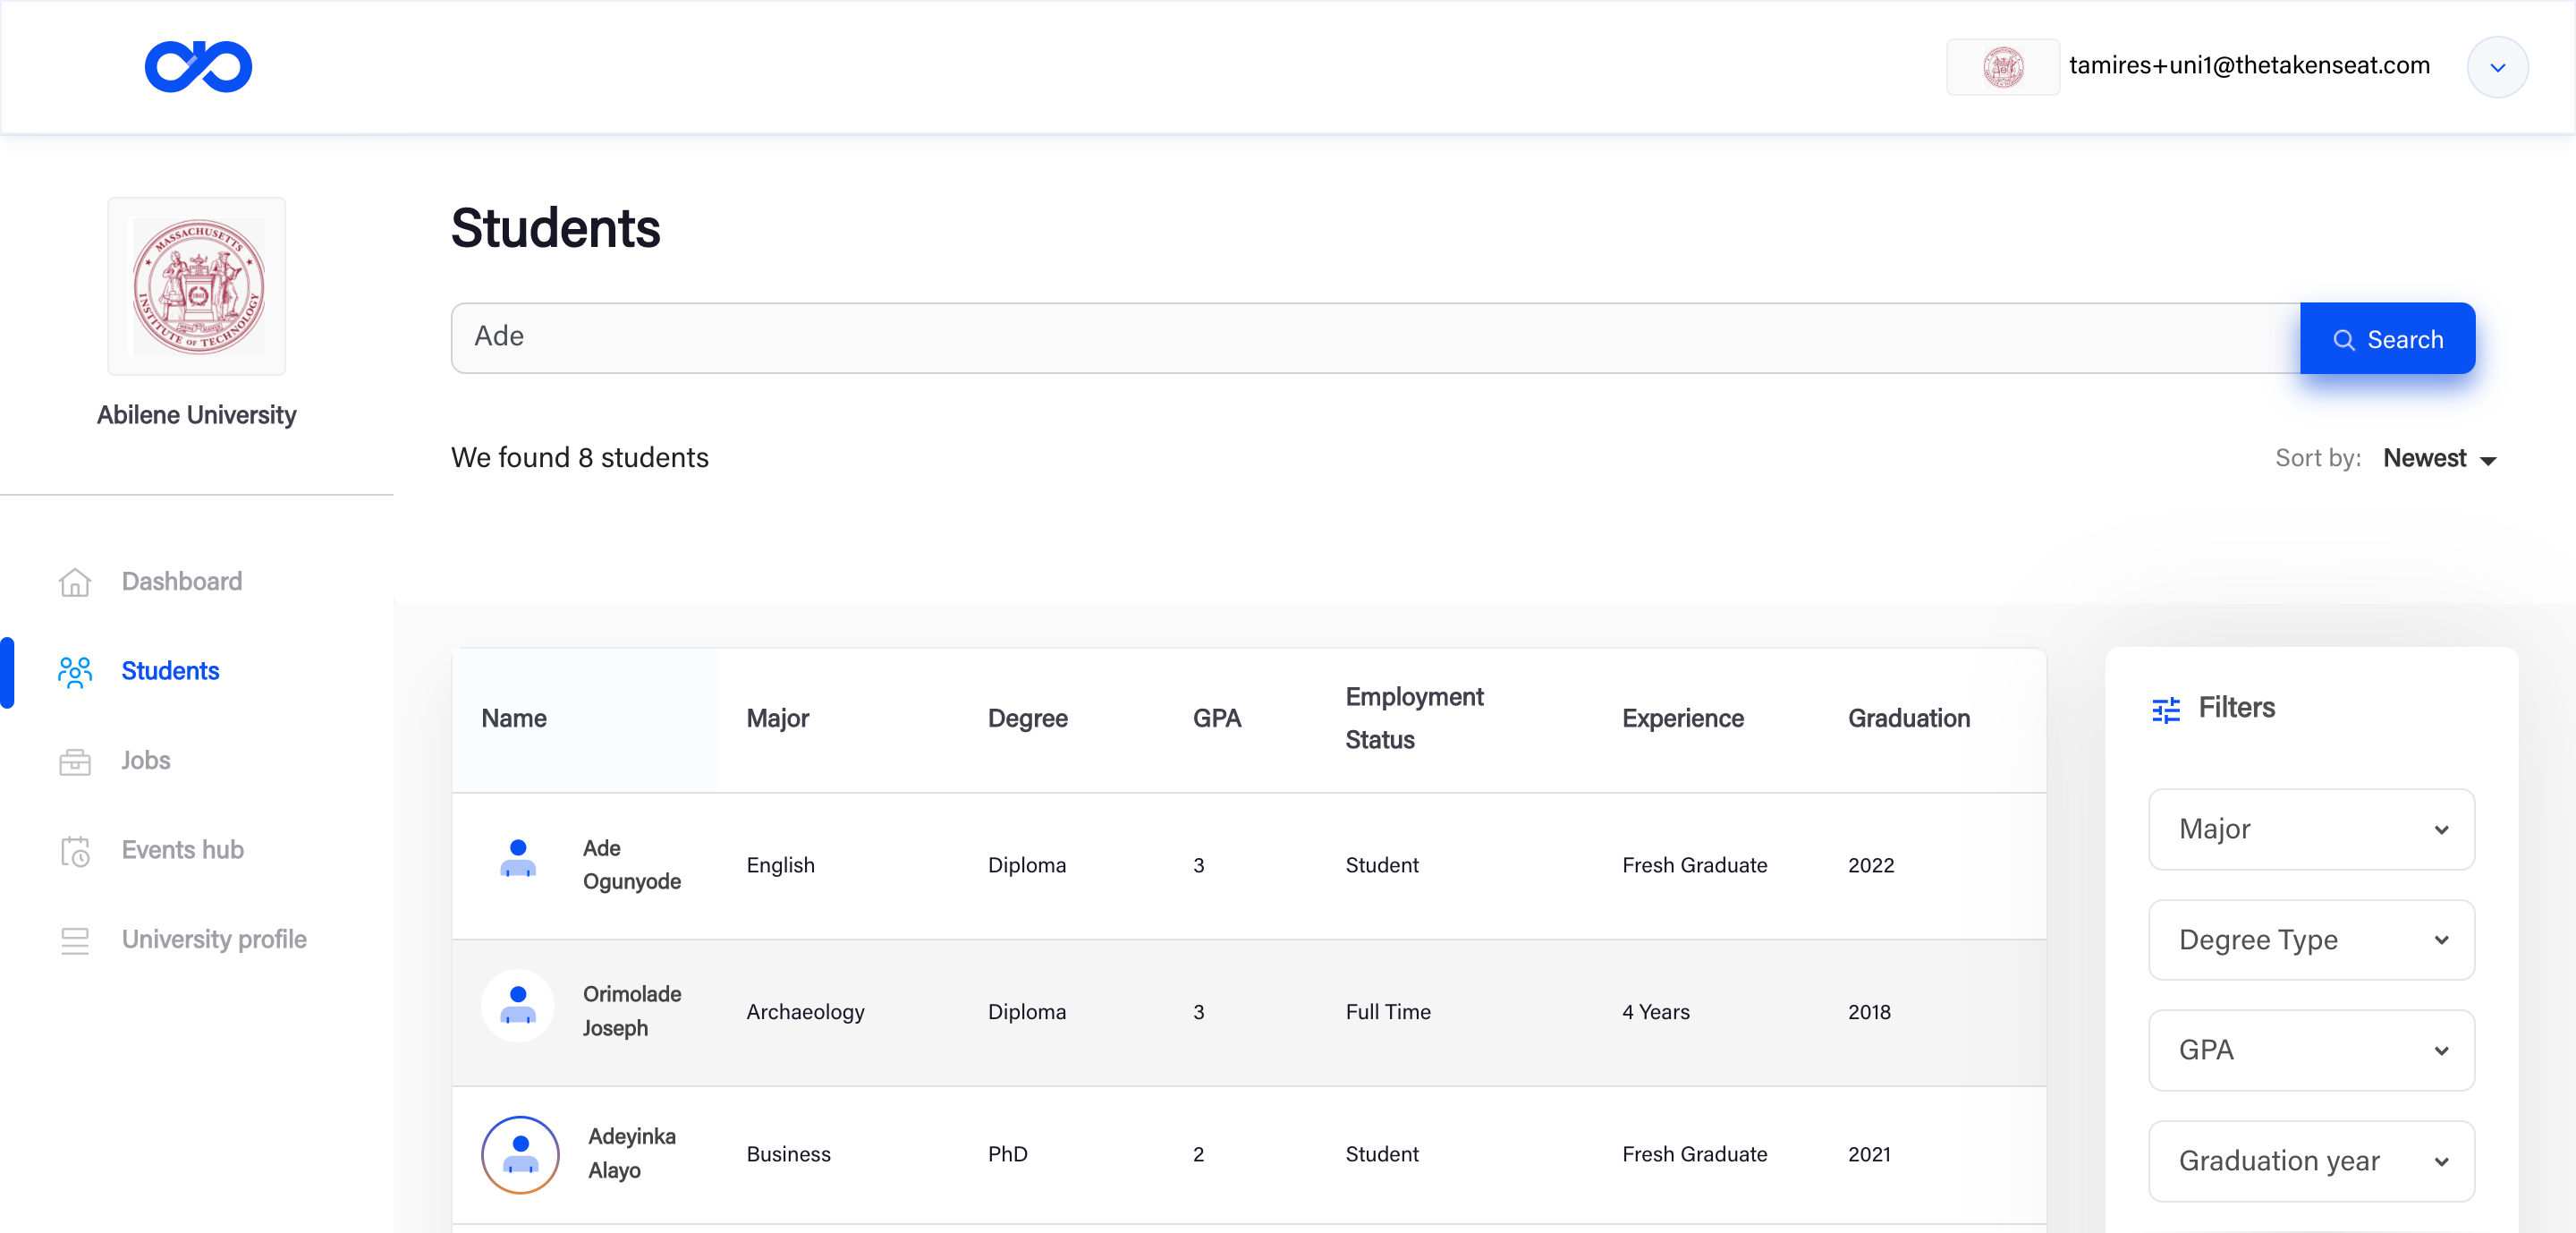 tamires+uni1@thetakenseat.com
MASSACHUSETTS
INSTITUTE OF TECHNOLOGY
Abilene University
Dashboard
Students
Jobs
Events hub
University profile
Students
Ade
Search
We found 8 students
Sort by: Newest
Name Major Degree GPA Employment Status Experience Graduation
Ade Ogunyode English Diploma 3 Student Fresh Graduate 2022
Orimolade Joseph Archaeology Diploma 3 Full Time 4 Years 2018
Adeyinka Alayo Business PhD 2 Student Fresh Graduate 2021
Filters
Major
Degree Type
GPA
Graduation year